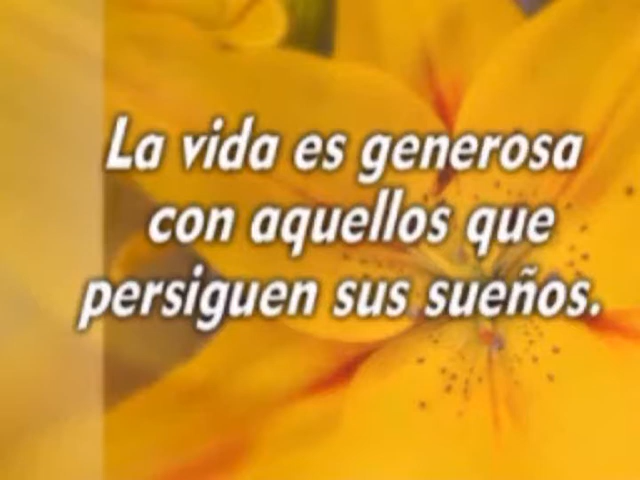 La vida es generosa
con aquellos que
persiguen sus sueños.